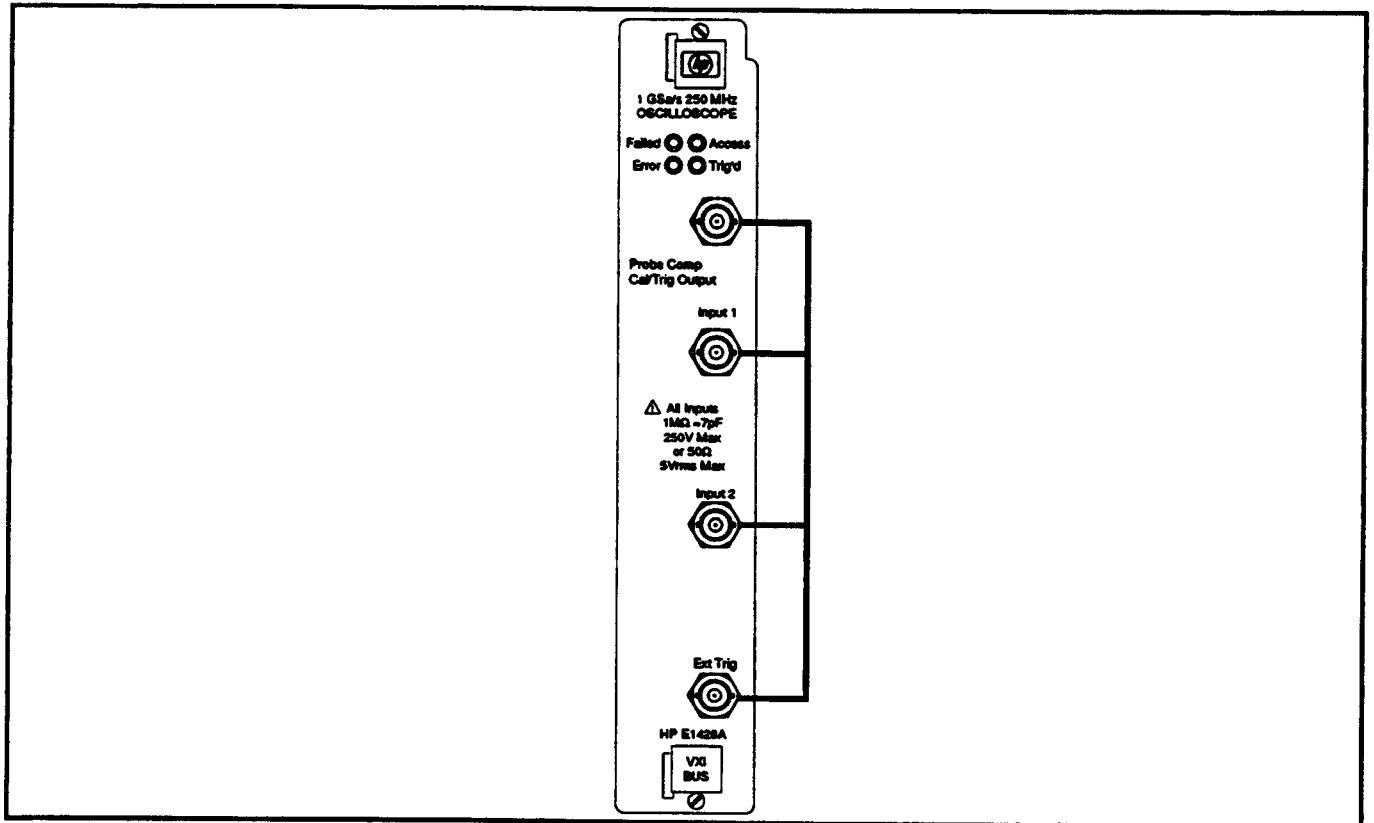 hp
1 GSa/s 250 MHz
OSCILLOSCOPE
Failed Access
Error Trig'd
Probe Comp
Cal/Trig Output
Input 1
All Inputs
1MΩ ~7pF
250V Max
or 50Ω
5Vrms Max
Input 2
Ext Trig
HP E1428A
VXI
BUS